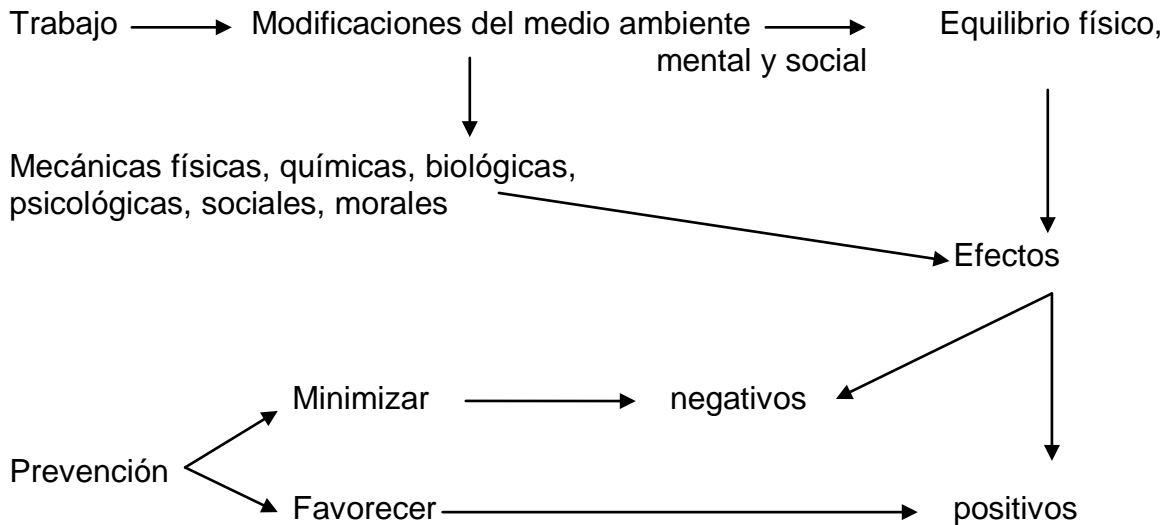 Trabajo Modificaciones del medio ambiente Equilibrio físico,
mental y social
Mecánicas físicas, químicas, biológicas,
psicológicas, sociales, morales
Efectos
Minimizar negativos
Prevención
Favorecer positivos